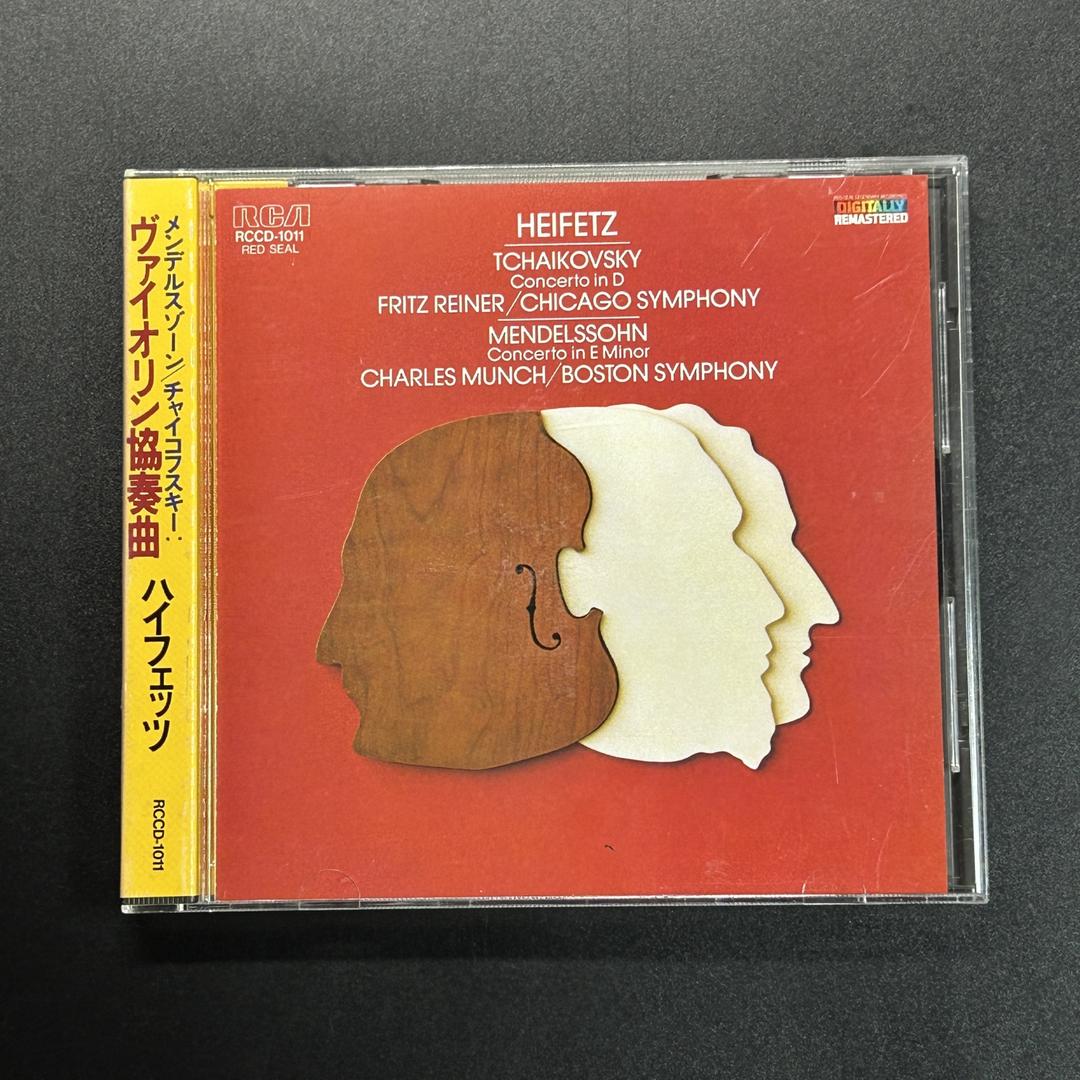 メンデルスゾーン/チャイコフスキー:
ヴァイオリン協奏曲
ハイフェッツ
RCCD-1011
RCA
RCCD-1011
RED SEAL
HEIFETZ
TCHAIKOVSKY
Concerto in D
FRITZ REINER/CHICAGO SYMPHONY
MENDELSSOHN
Concerto in E Minor
CHARLES MUNCH/BOSTON SYMPHONY
DIGITALLY
REMASTERED